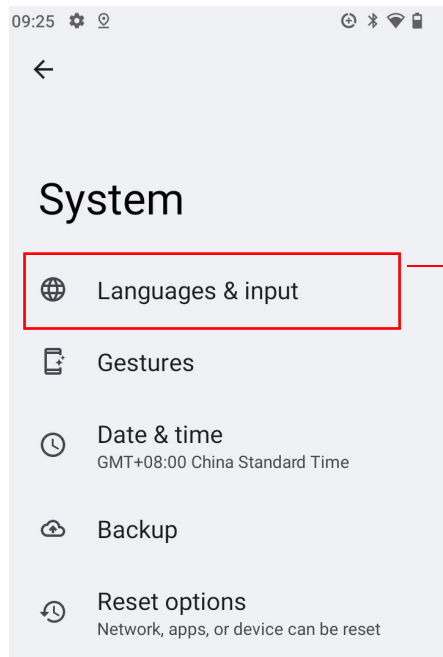 09:25
System
Languages & input
Gestures
Date & time
GMT+08:00 China Standard Time
Backup
Reset options
Network, apps, or device can be reset